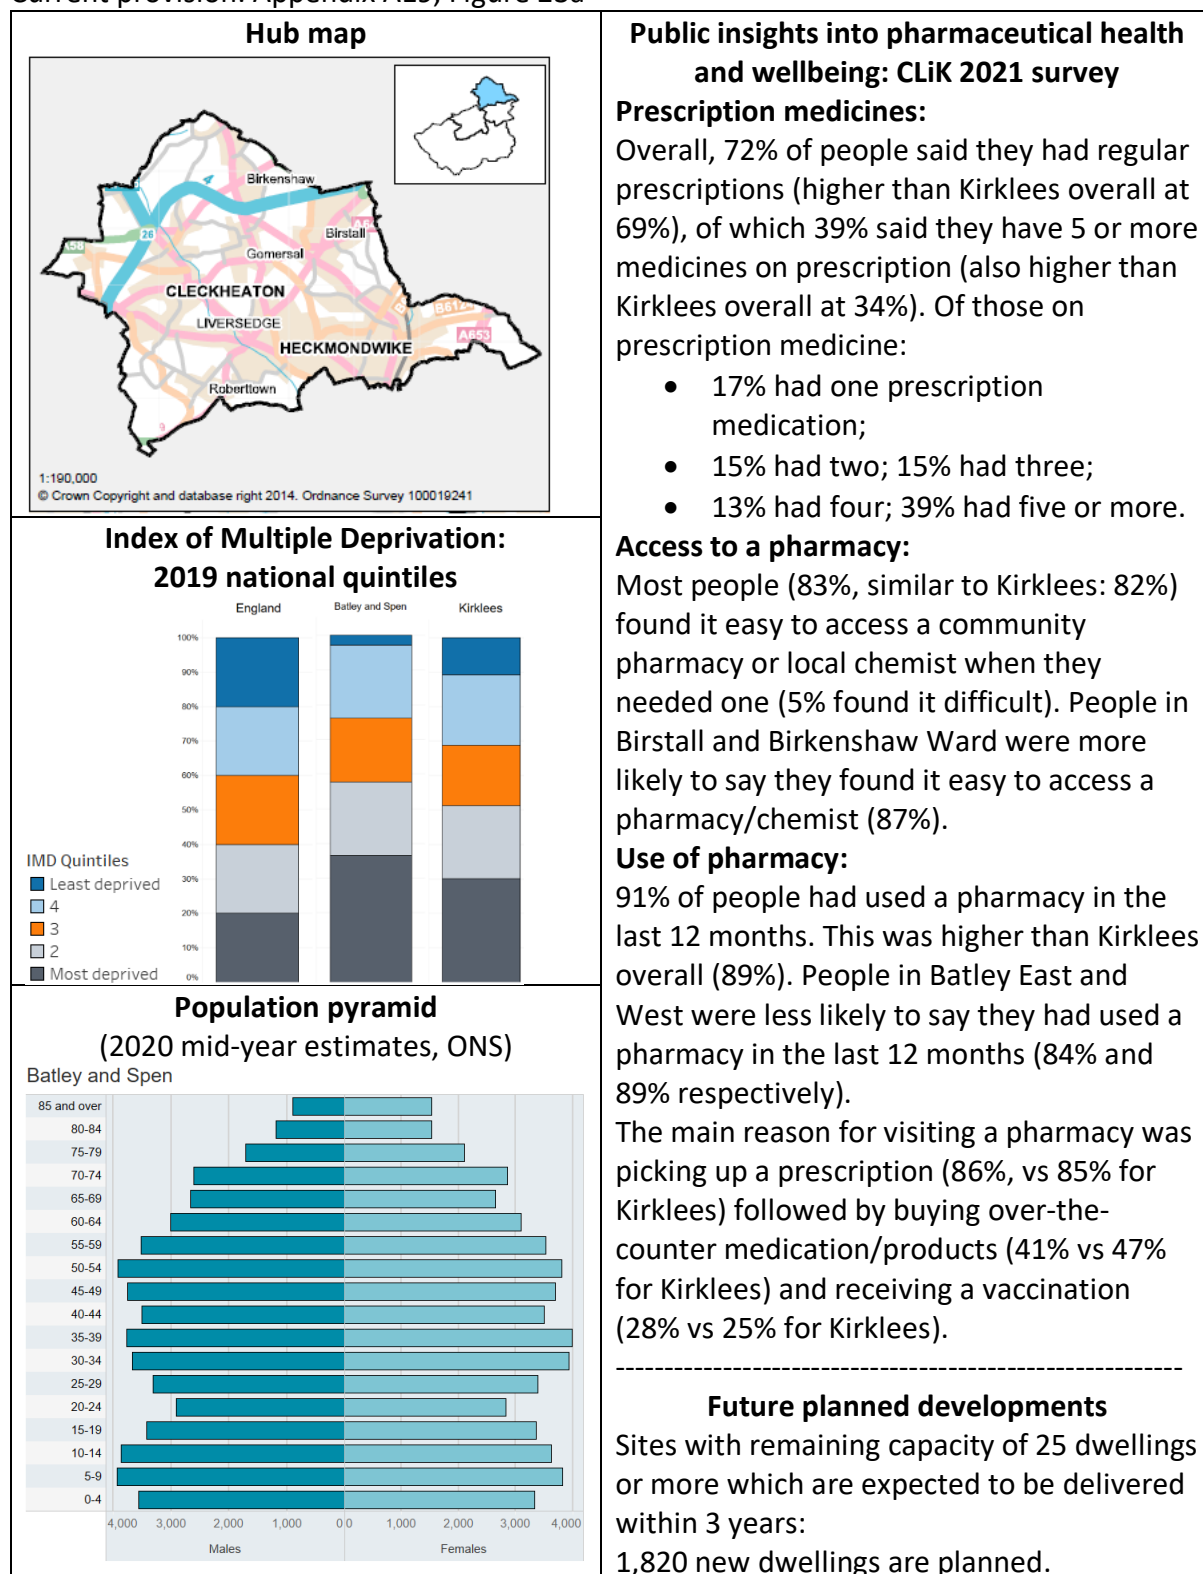 Current provision: Appendix A15, Figure 28a
Hub map
Birkenshaw
Birstall
26
Gomersal
CLECKHEATON
LIVERSEDGE
HECKMONDWIKE
A653
Roberttown
9
1:190,000
© Crown Copyright and database right 2014. Ordnance Survey 100019241
Index of Multiple Deprivation:
2019 national quintiles
England Batley and Spen Kirklees
100%
90%
80%
70%
60%
50%
40%
30%
20%
10%
0%
IMD Quintiles
Least deprived
4
3
2
Most deprived
Population pyramid
(2020 mid-year estimates, ONS)
Batley and Spen
85 and over
80-84
75-79
70-74
65-69
60-64
55-59
50-54
45-49
40-44
35-39
30-34
25-29
20-24
15-19
10-14
5-9
0-4
4,000 3,000 2,000 1,000 0 0 1,000 2,000 3,000 4,000
Males Females
Public insights into pharmaceutical health
and wellbeing: CLiK 2021 survey
Prescription medicines:
Overall, 72% of people said they had regular
prescriptions (higher than Kirklees overall at
69%), of which 39% said they have 5 or more
medicines on prescription (also higher than
Kirklees overall at 34%). Of those on
prescription medicine:
• 17% had one prescription
medication;
• 15% had two; 15% had three;
• 13% had four; 39% had five or more.
Access to a pharmacy:
Most people (83%, similar to Kirklees: 82%)
found it easy to access a community
pharmacy or local chemist when they
needed one (5% found it difficult). People in
Birstall and Birkenshaw Ward were more
likely to say they found it easy to access a
pharmacy/chemist (87%).
Use of pharmacy:
91% of people had used a pharmacy in the
last 12 months. This was higher than Kirklees
overall (89%). People in Batley East and
West were less likely to say they had used a
pharmacy in the last 12 months (84% and
89% respectively).
The main reason for visiting a pharmacy was
picking up a prescription (86%, vs 85% for
Kirklees) followed by buying over-the-
counter medication/products (41% vs 47%
for Kirklees) and receiving a vaccination
(28% vs 25% for Kirklees).
----------------------------------------------------------
Future planned developments
Sites with remaining capacity of 25 dwellings
or more which are expected to be delivered
within 3 years:
1,820 new dwellings are planned.